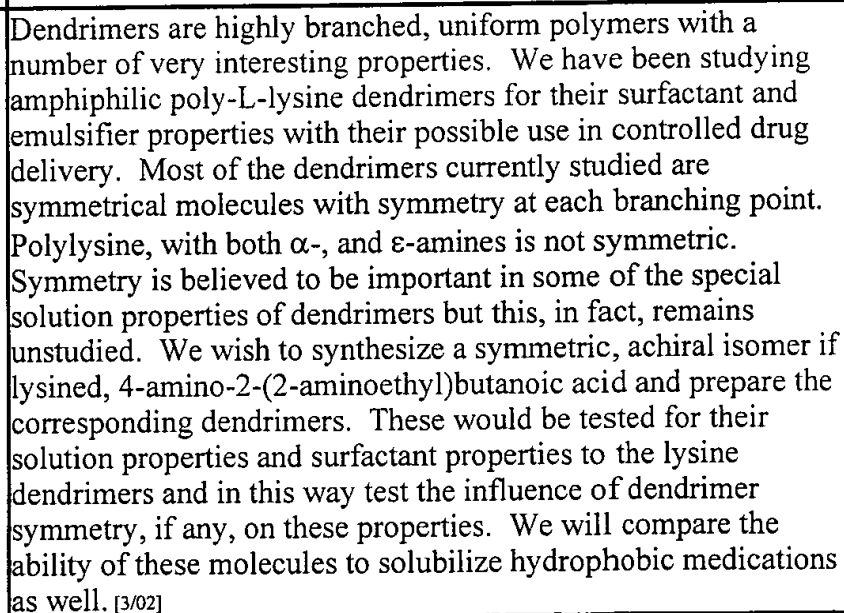 Dendrimers are highly branched, uniform polymers with a
number of very interesting properties.  We have been studying
amphiphilic poly-L-lysine dendrimers for their surfactant and
emulsifier properties with their possible use in controlled drug
delivery.  Most of the dendrimers currently studied are
symmetrical molecules with symmetry at each branching point.
Polylysine, with both α-, and ε-amines is not symmetric.
Symmetry is believed to be important in some of the special
solution properties of dendrimers but this, in fact, remains
unstudied.  We wish to synthesize a symmetric, achiral isomer if
lysined, 4-amino-2-(2-aminoethyl)butanoic acid and prepare the
corresponding dendrimers.  These would be tested for their
solution properties and surfactant properties to the lysine
dendrimers and in this way test the influence of dendrimer
symmetry, if any, on these properties.  We will compare the
ability of these molecules to solubilize hydrophobic medications
as well. [3/02]